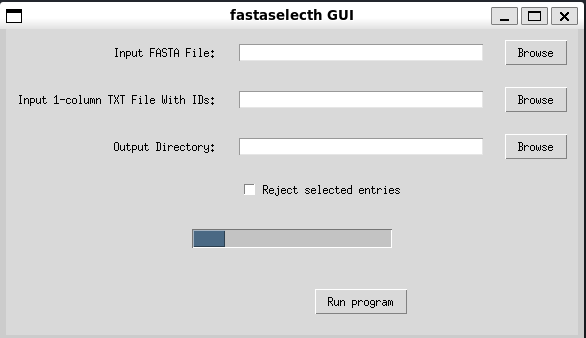 fastaselecth GUI
Input FASTA File: Browse
Input 1-column TXT File With IDs: Browse
Output Directory: Browse
Reject selected entries
Run program